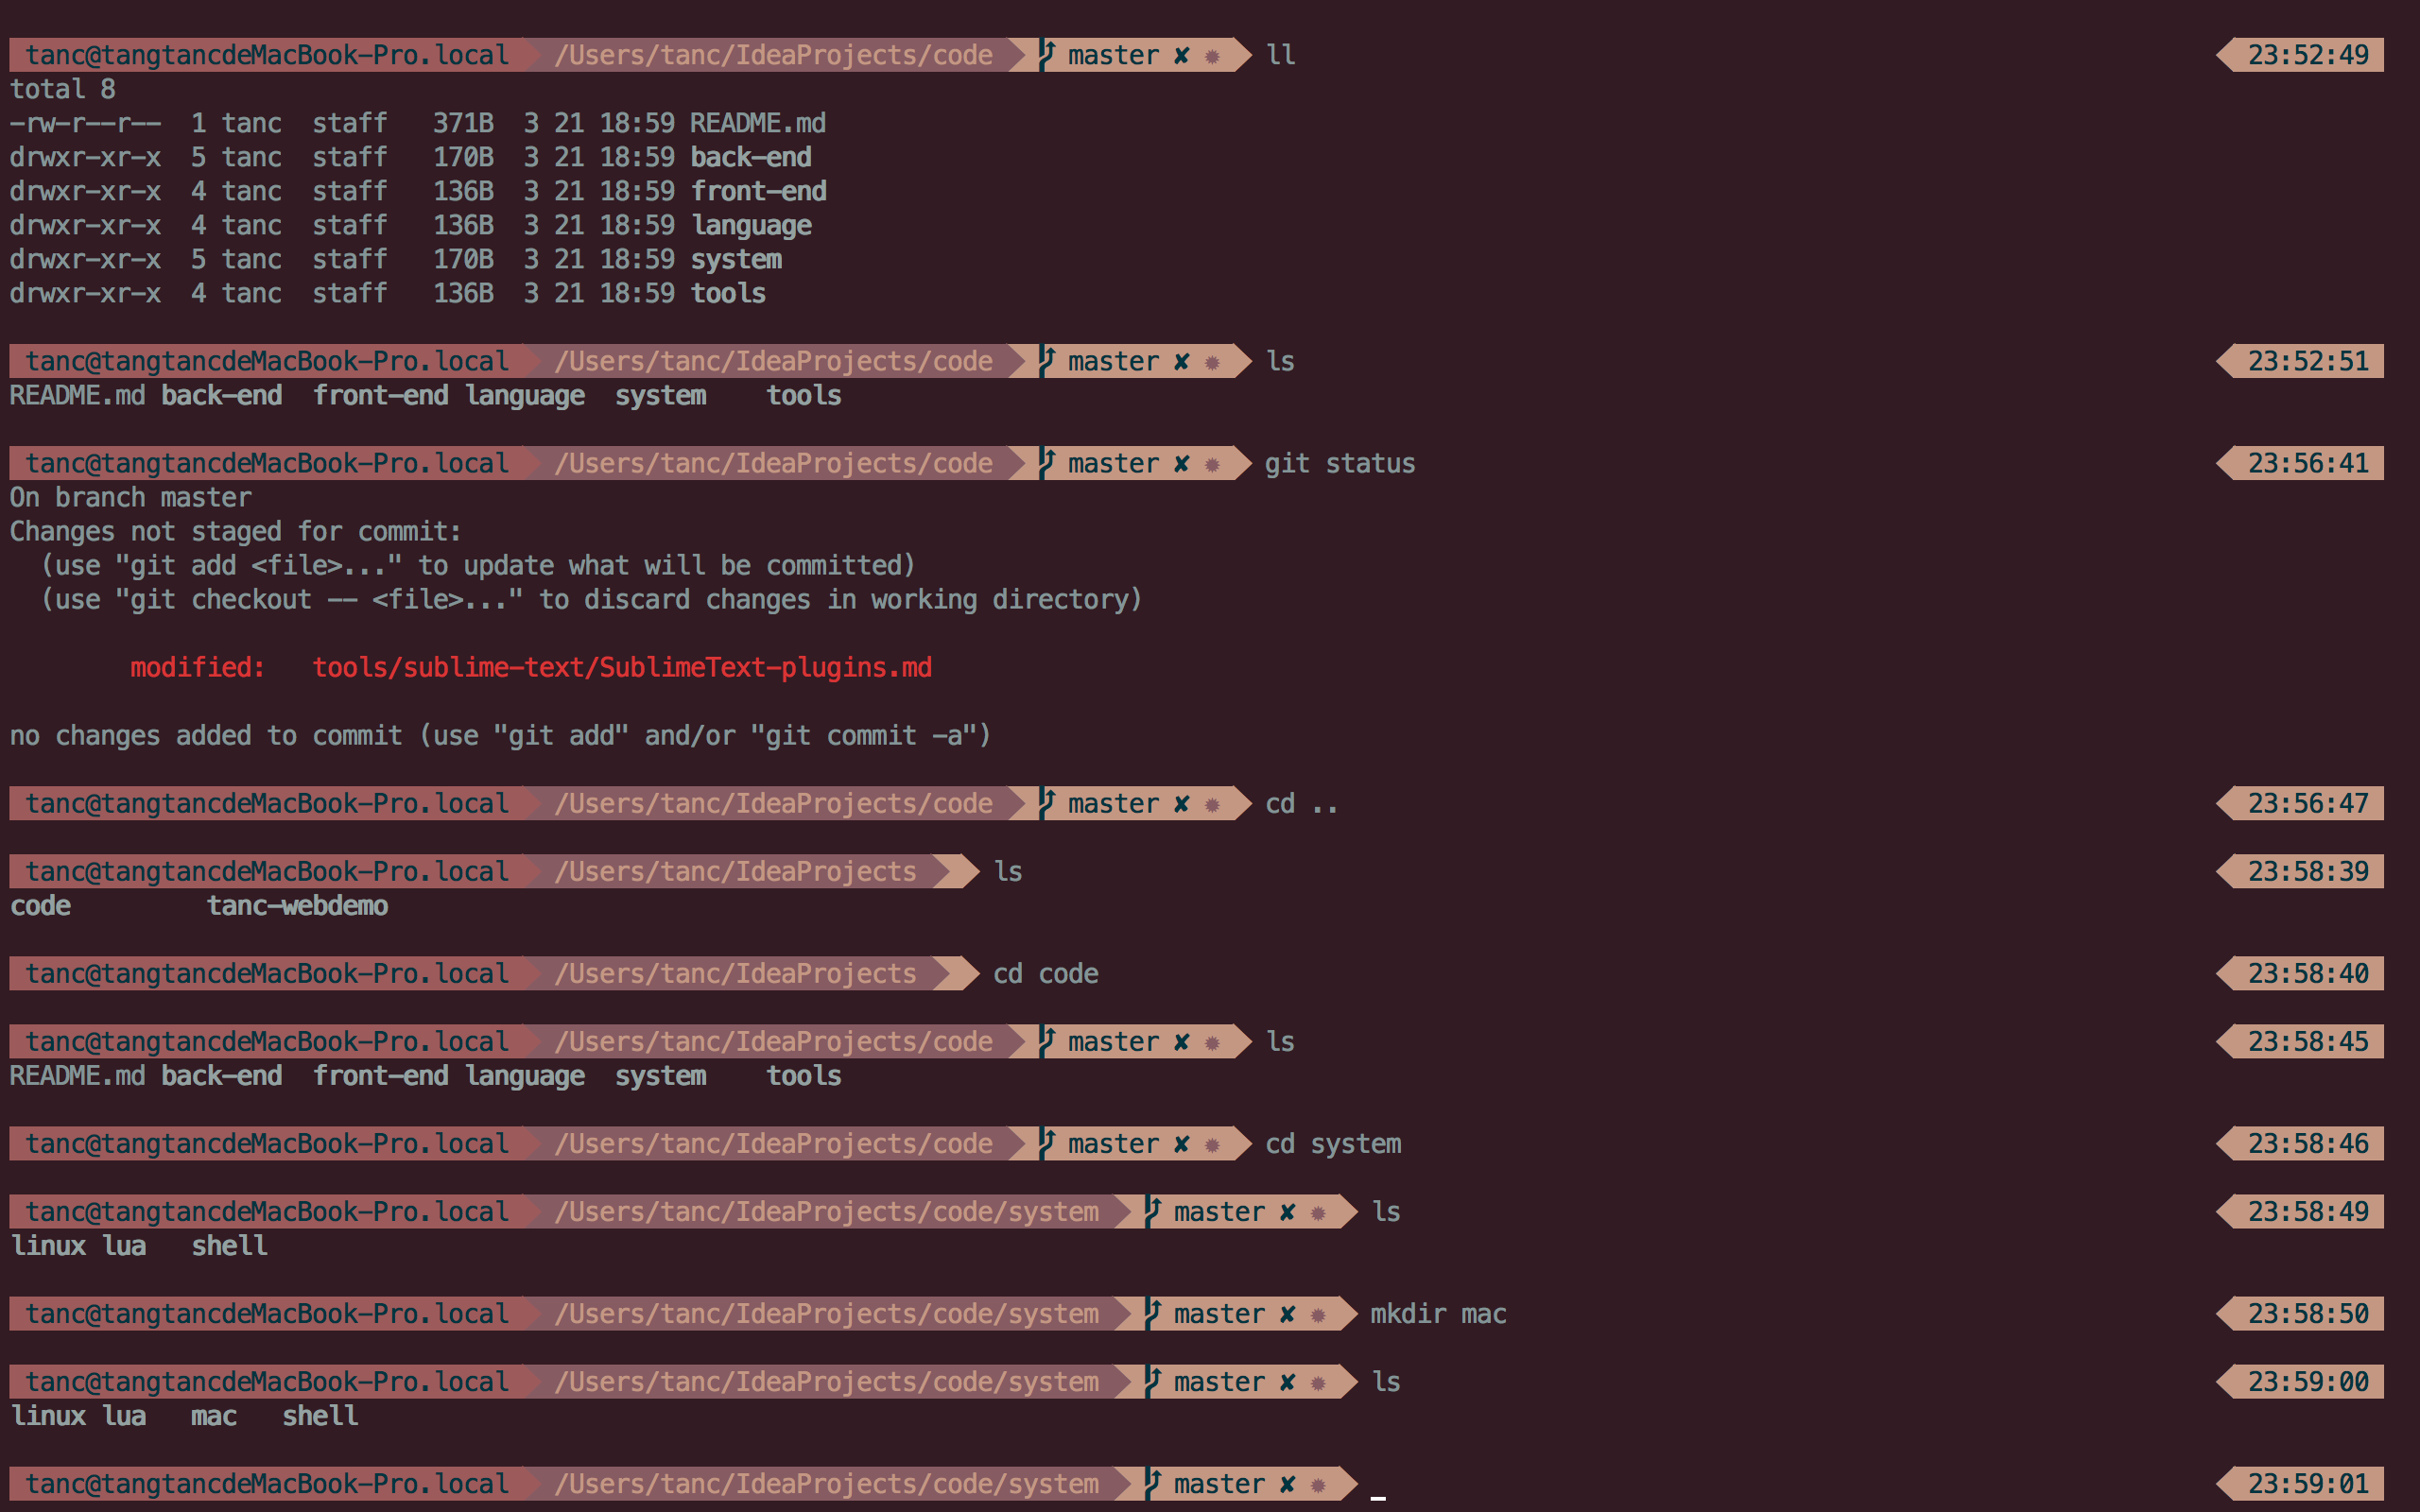 tanc@tangtancdeMacBook-Pro.local /Users/tanc/IdeaProjects/code master ✘ ✹ ll 23:52:49
total 8
-rw-r--r--  1 tanc  staff   371B  3 21 18:59 README.md
drwxr-xr-x  5 tanc  staff   170B  3 21 18:59 back-end
drwxr-xr-x  4 tanc  staff   136B  3 21 18:59 front-end
drwxr-xr-x  4 tanc  staff   136B  3 21 18:59 language
drwxr-xr-x  5 tanc  staff   170B  3 21 18:59 system
drwxr-xr-x  4 tanc  staff   136B  3 21 18:59 tools
tanc@tangtancdeMacBook-Pro.local /Users/tanc/IdeaProjects/code master ✘ ✹ ls 23:52:51
README.md back-end  front-end language  system    tools
tanc@tangtancdeMacBook-Pro.local /Users/tanc/IdeaProjects/code master ✘ ✹ git status 23:56:41
On branch master
Changes not staged for commit:
  (use "git add <file>..." to update what will be committed)
  (use "git checkout -- <file>..." to discard changes in working directory)
        modified:   tools/sublime-text/SublimeText-plugins.md
no changes added to commit (use "git add" and/or "git commit -a")
tanc@tangtancdeMacBook-Pro.local /Users/tanc/IdeaProjects/code master ✘ ✹ cd .. 23:56:47
tanc@tangtancdeMacBook-Pro.local /Users/tanc/IdeaProjects ls 23:58:39
code         tanc-webdemo
tanc@tangtancdeMacBook-Pro.local /Users/tanc/IdeaProjects cd code 23:58:40
tanc@tangtancdeMacBook-Pro.local /Users/tanc/IdeaProjects/code master ✘ ✹ ls 23:58:45
README.md back-end  front-end language  system    tools
tanc@tangtancdeMacBook-Pro.local /Users/tanc/IdeaProjects/code master ✘ ✹ cd system 23:58:46
tanc@tangtancdeMacBook-Pro.local /Users/tanc/IdeaProjects/code/system master ✘ ✹ ls 23:58:49
linux lua   shell
tanc@tangtancdeMacBook-Pro.local /Users/tanc/IdeaProjects/code/system master ✘ ✹ mkdir mac 23:58:50
tanc@tangtancdeMacBook-Pro.local /Users/tanc/IdeaProjects/code/system master ✘ ✹ ls 23:59:00
linux lua   mac   shell
tanc@tangtancdeMacBook-Pro.local /Users/tanc/IdeaProjects/code/system master ✘ ✹ _ 23:59:01